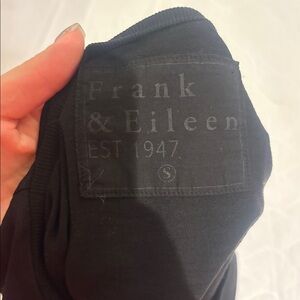 Frank
& Eileen
EST 1947
S